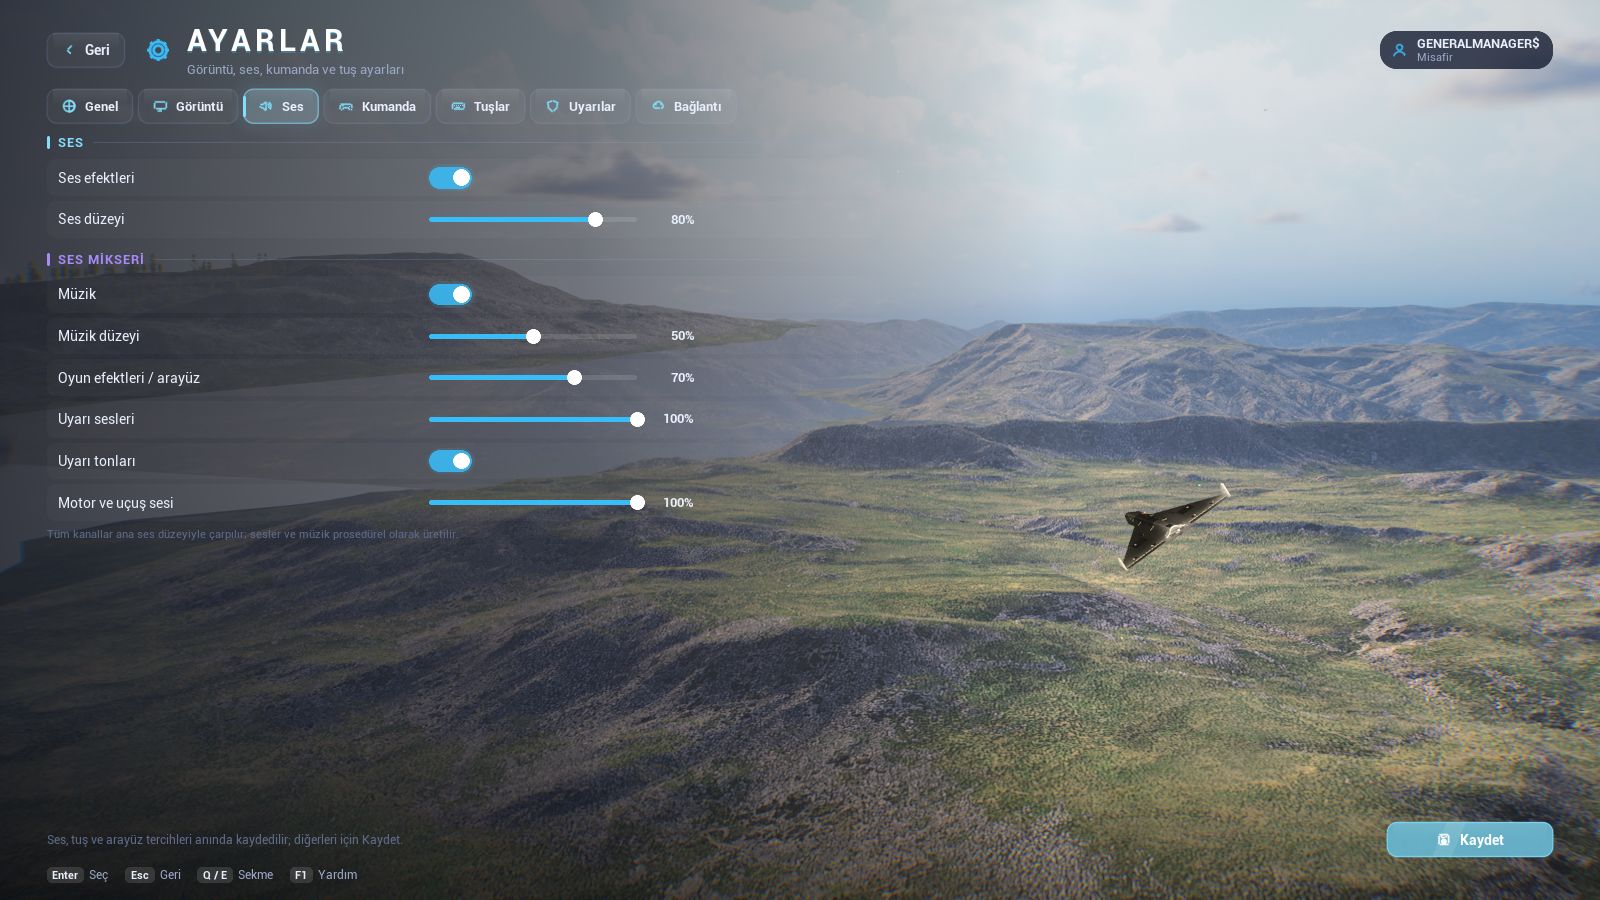 Geri
AYARLAR
Görüntü, ses, kumanda ve tuş ayarları
GENERALMANAGER$
Misafir
Genel
Görüntü
Ses
Kumanda
Tuşlar
Uyarılar
Bağlantı
SES
Ses efektleri
Ses düzeyi 80%
SES MİKSERİ
Müzik
Müzik düzeyi 50%
Oyun efektleri / arayüz 70%
Uyarı sesleri 100%
Uyarı tonları
Motor ve uçuş sesi 100%
Tüm kanallar ana ses düzeyiyle çarpılır; sesler ve müzik prosedürel olarak üretilir.
Ses, tuş ve arayüz tercihleri anında kaydedilir; diğerleri için Kaydet.
Kaydet
Enter Seç Esc Geri Q / E Sekme F1 Yardım